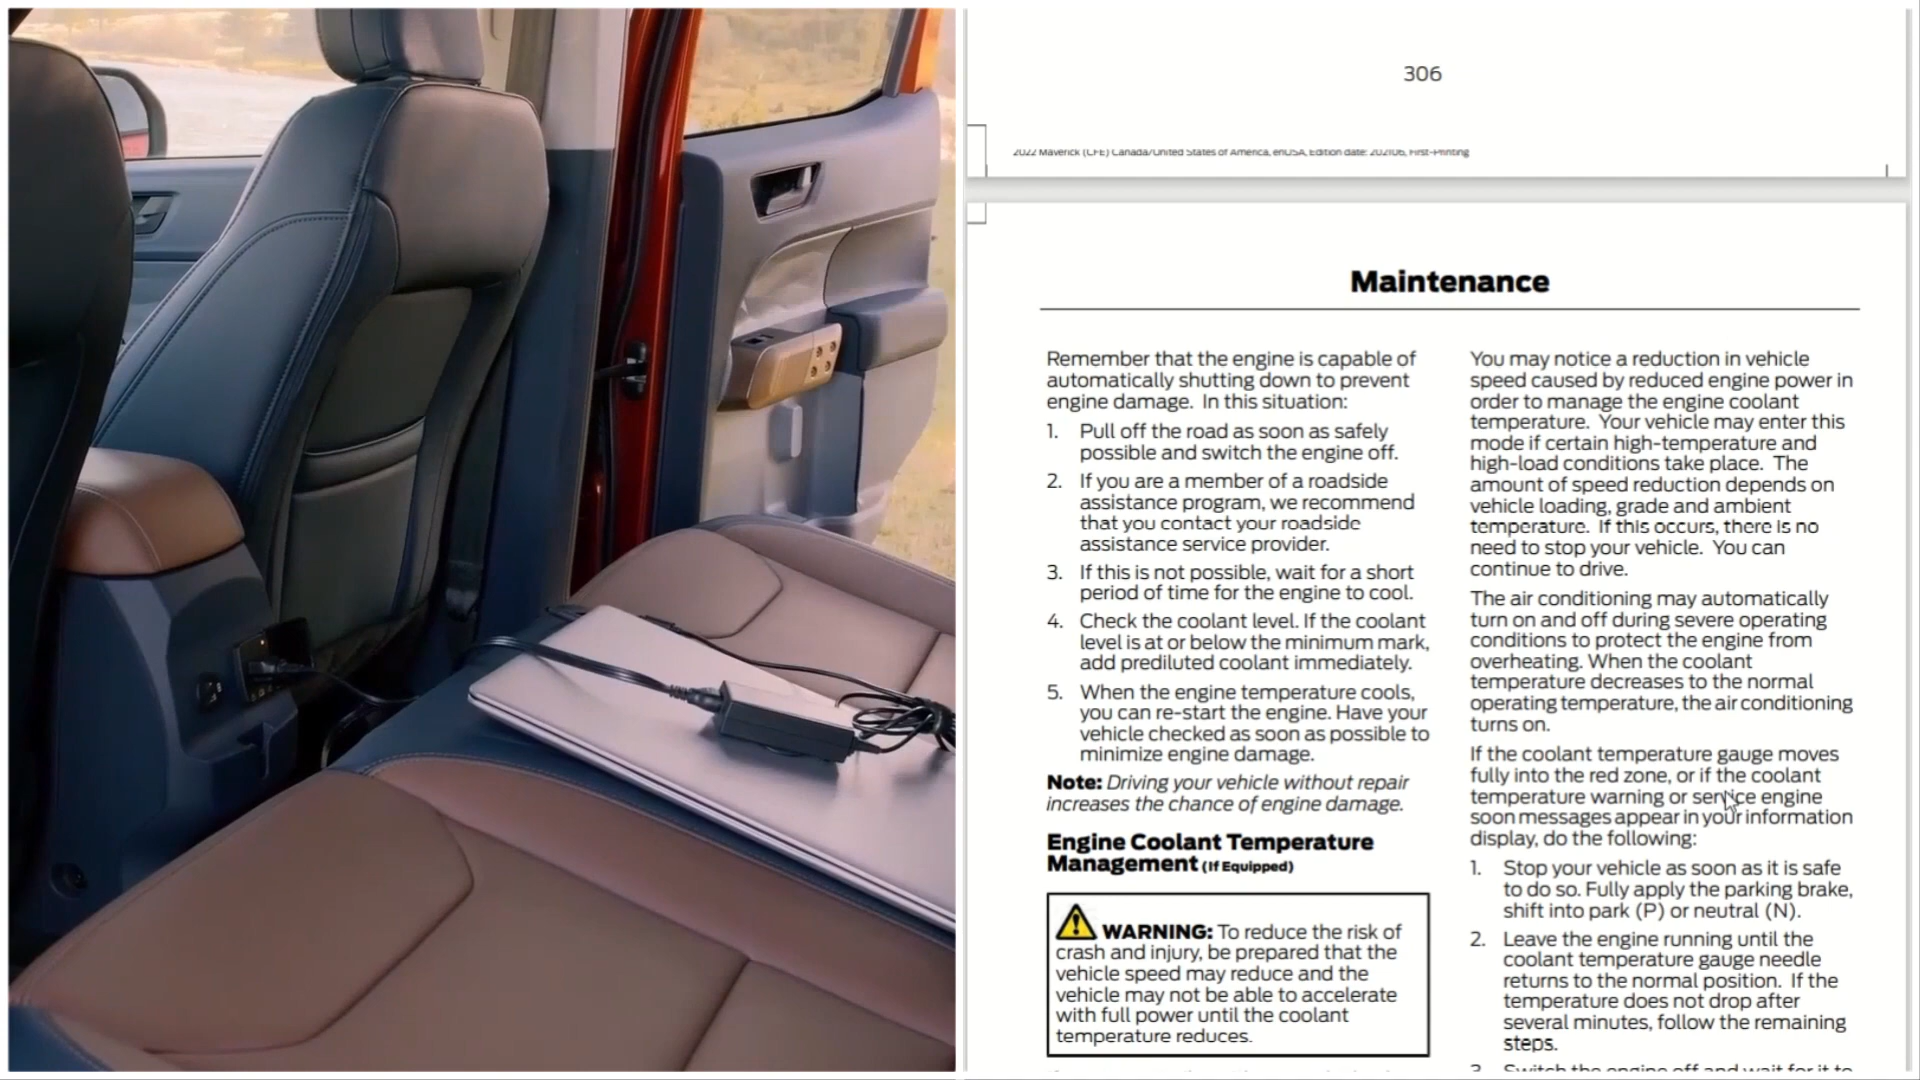 306
2022 Maverick (CFE) Canada/United States of America, enUSA, Edition date: 202106, First-Printing
Maintenance
Remember that the engine is capable of
automatically shutting down to prevent
engine damage. In this situation:
1. Pull off the road as soon as safely
possible and switch the engine off.
2. If you are a member of a roadside
assistance program, we recommend
that you contact your roadside
assistance service provider.
3. If this is not possible, wait for a short
period of time for the engine to cool.
4. Check the coolant level. If the coolant
level is at or below the minimum mark,
add prediluted coolant immediately.
5. When the engine temperature cools,
you can re-start the engine. Have your
vehicle checked as soon as possible to
minimize engine damage.
Note: Driving your vehicle without repair
increases the chance of engine damage.
Engine Coolant Temperature
Management (If Equipped)
WARNING: To reduce the risk of
crash and injury, be prepared that the
vehicle speed may reduce and the
vehicle may not be able to accelerate
with full power until the coolant
temperature reduces.
You may notice a reduction in vehicle
speed caused by reduced engine power in
order to manage the engine coolant
temperature. Your vehicle may enter this
mode if certain high-temperature and
high-load conditions take place. The
amount of speed reduction depends on
vehicle loading, grade and ambient
temperature. If this occurs, there is no
need to stop your vehicle. You can
continue to drive.
The air conditioning may automatically
turn on and off during severe operating
conditions to protect the engine from
overheating. When the coolant
temperature decreases to the normal
operating temperature, the air conditioning
turns on.
If the coolant temperature gauge moves
fully into the red zone, or if the coolant
temperature warning or service engine
soon messages appear in your information
display, do the following:
1. Stop your vehicle as soon as it is safe
to do so. Fully apply the parking brake,
shift into park (P) or neutral (N).
2. Leave the engine running until the
coolant temperature gauge needle
returns to the normal position. If the
temperature does not drop after
several minutes, follow the remaining
steps.
3. Switch the engine off and wait for it to